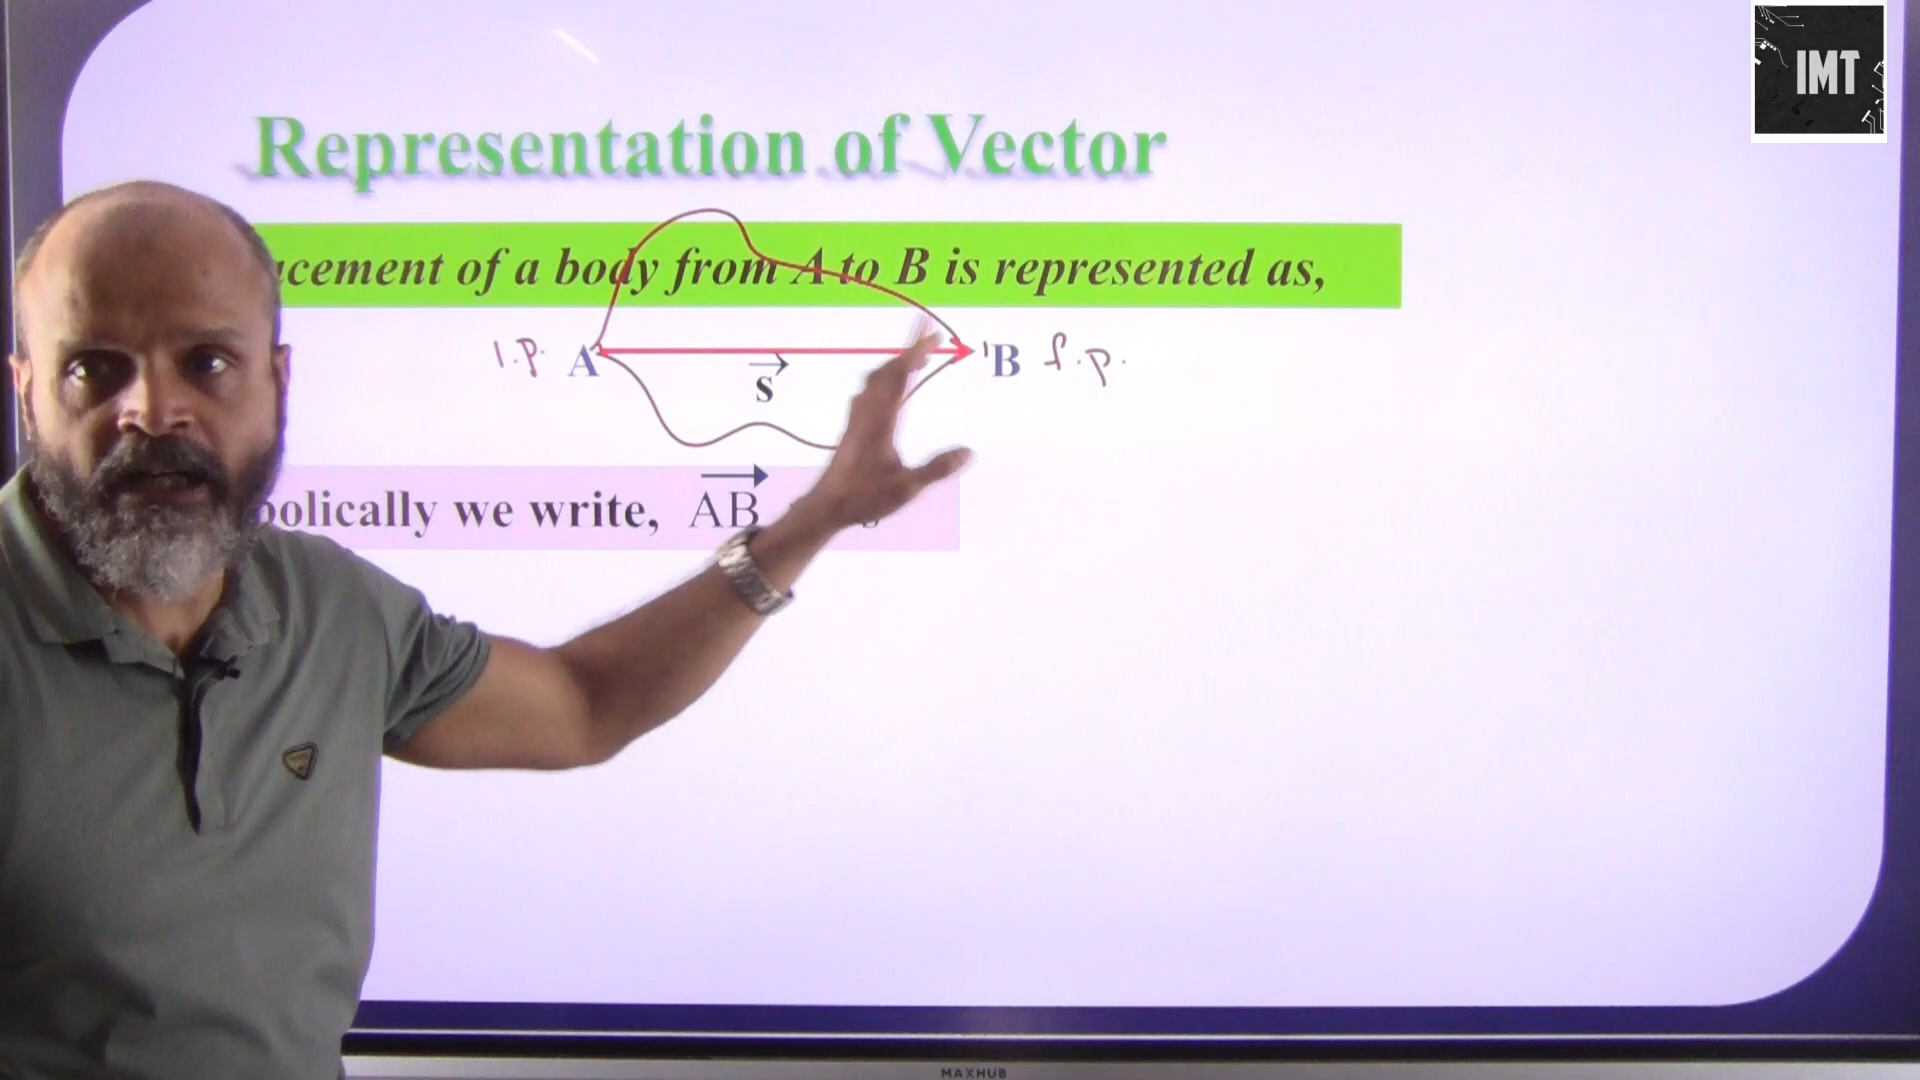 IMT
Representation of Vector
acement of a body from A to B is represented as,
I.p. A B f.p.
s
bolically we write, AB s
MAXHUB